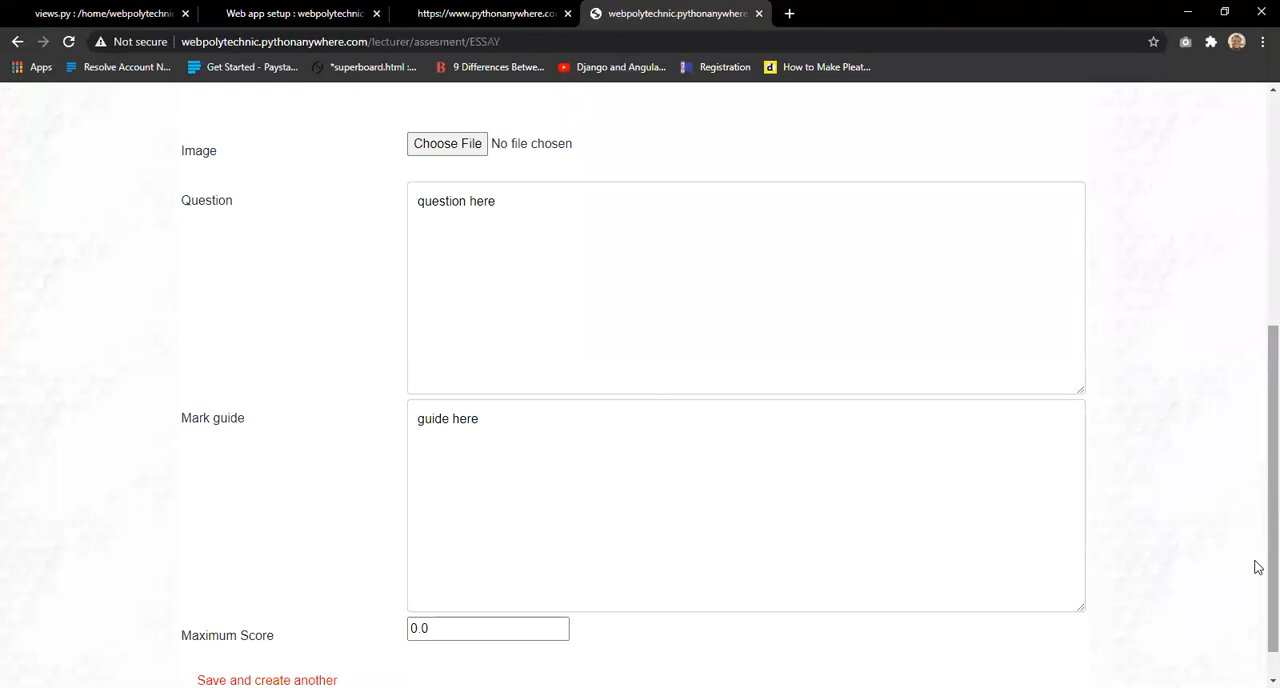 views.py : /home/webpolytechnic
Web app setup : webpolytechnic
https://www.pythonanywhere.co
webpolytechnic.pythonanywhere
Not secure
webpolytechnic.pythonanywhere.com/lecturer/assesment/ESSAY
Apps
Resolve Account N...
Get Started - Paysta...
*superboard.html :...
9 Differences Betwe...
Django and Angula...
Registration
How to Make Pleat...
Image
Choose File No file chosen
Question
question here
Mark guide
guide here
Maximum Score
0.0
Save and create another